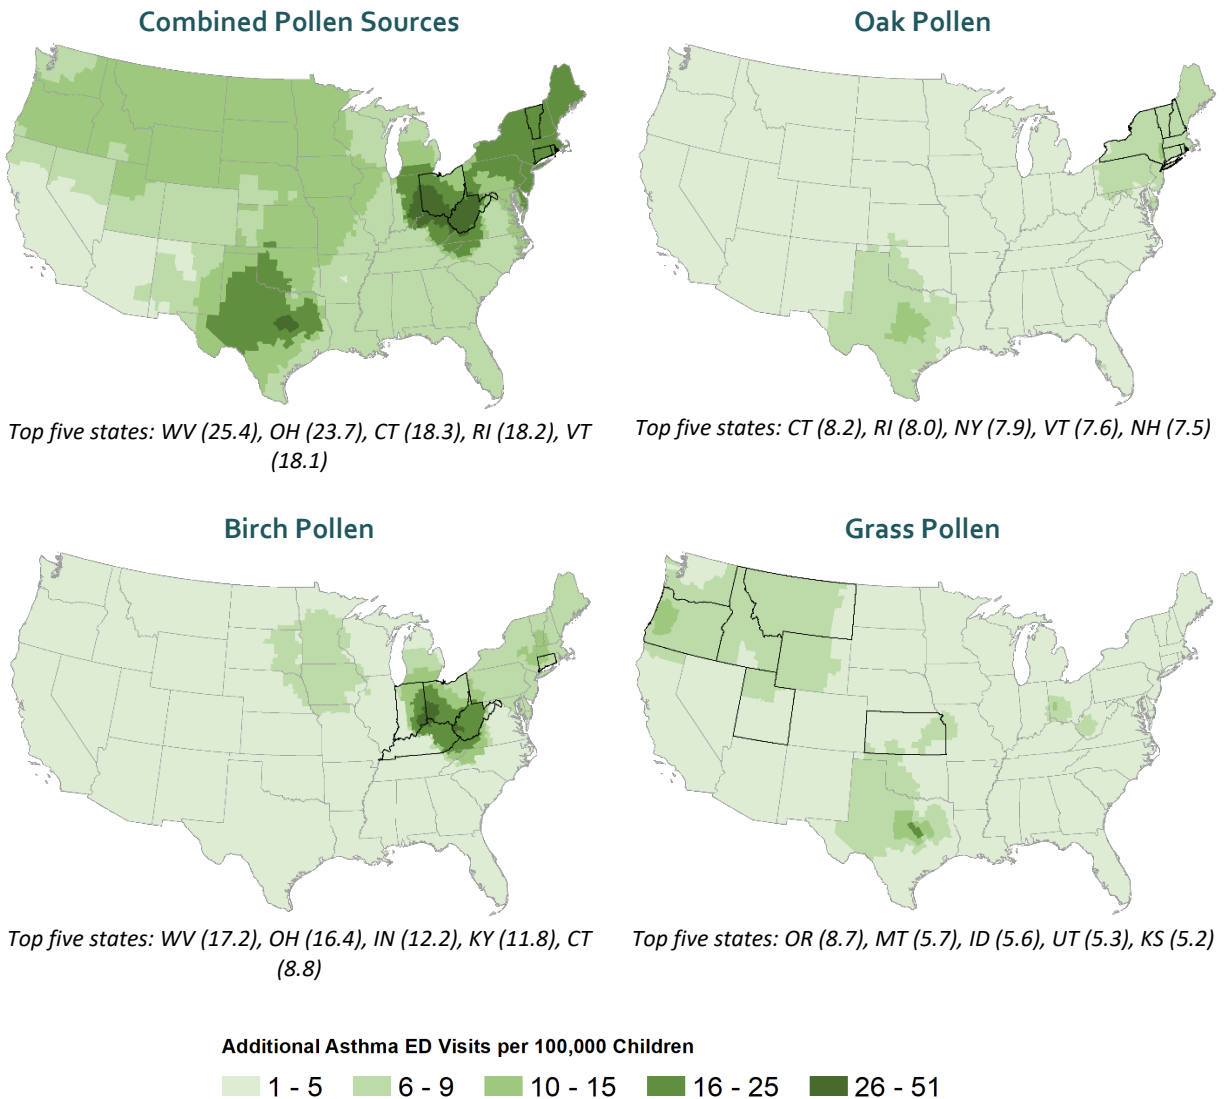 Combined Pollen Sources
Oak Pollen
Top five states: WV (25.4), OH (23.7), CT (18.3), RI (18.2), VT
(18.1)
Top five states: CT (8.2), RI (8.0), NY (7.9), VT (7.6), NH (7.5)
Birch Pollen
Grass Pollen
Top five states: WV (17.2), OH (16.4), IN (12.2), KY (11.8), CT
(8.8)
Top five states: OR (8.7), MT (5.7), ID (5.6), UT (5.3), KS (5.2)
Additional Asthma ED Visits per 100,000 Children
1 - 5
6 - 9
10 - 15
16 - 25
26 - 51